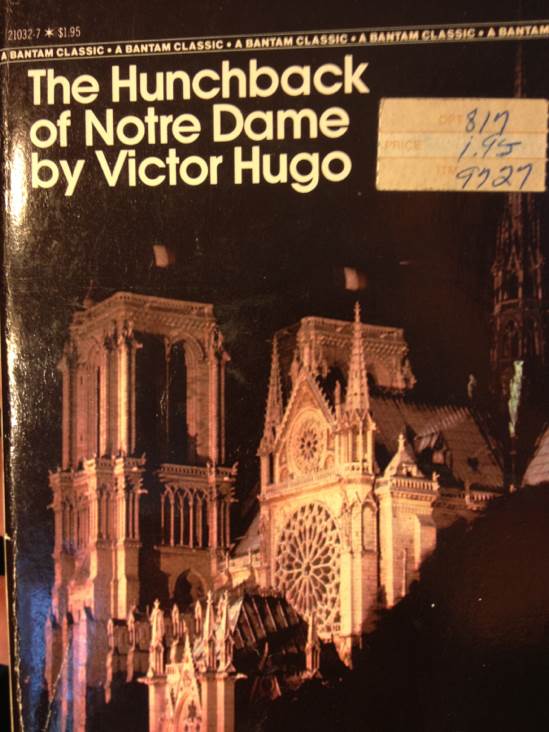 21032-7 ★ $1.95
A BANTAM CLASSIC • A BANTAM CLASSIC • A BANTAM CLASSIC • A BANTAM CLASSIC • A BANTAM
The Hunchback
of Notre Dame
by Victor Hugo
817
PRICE 1.95
9727